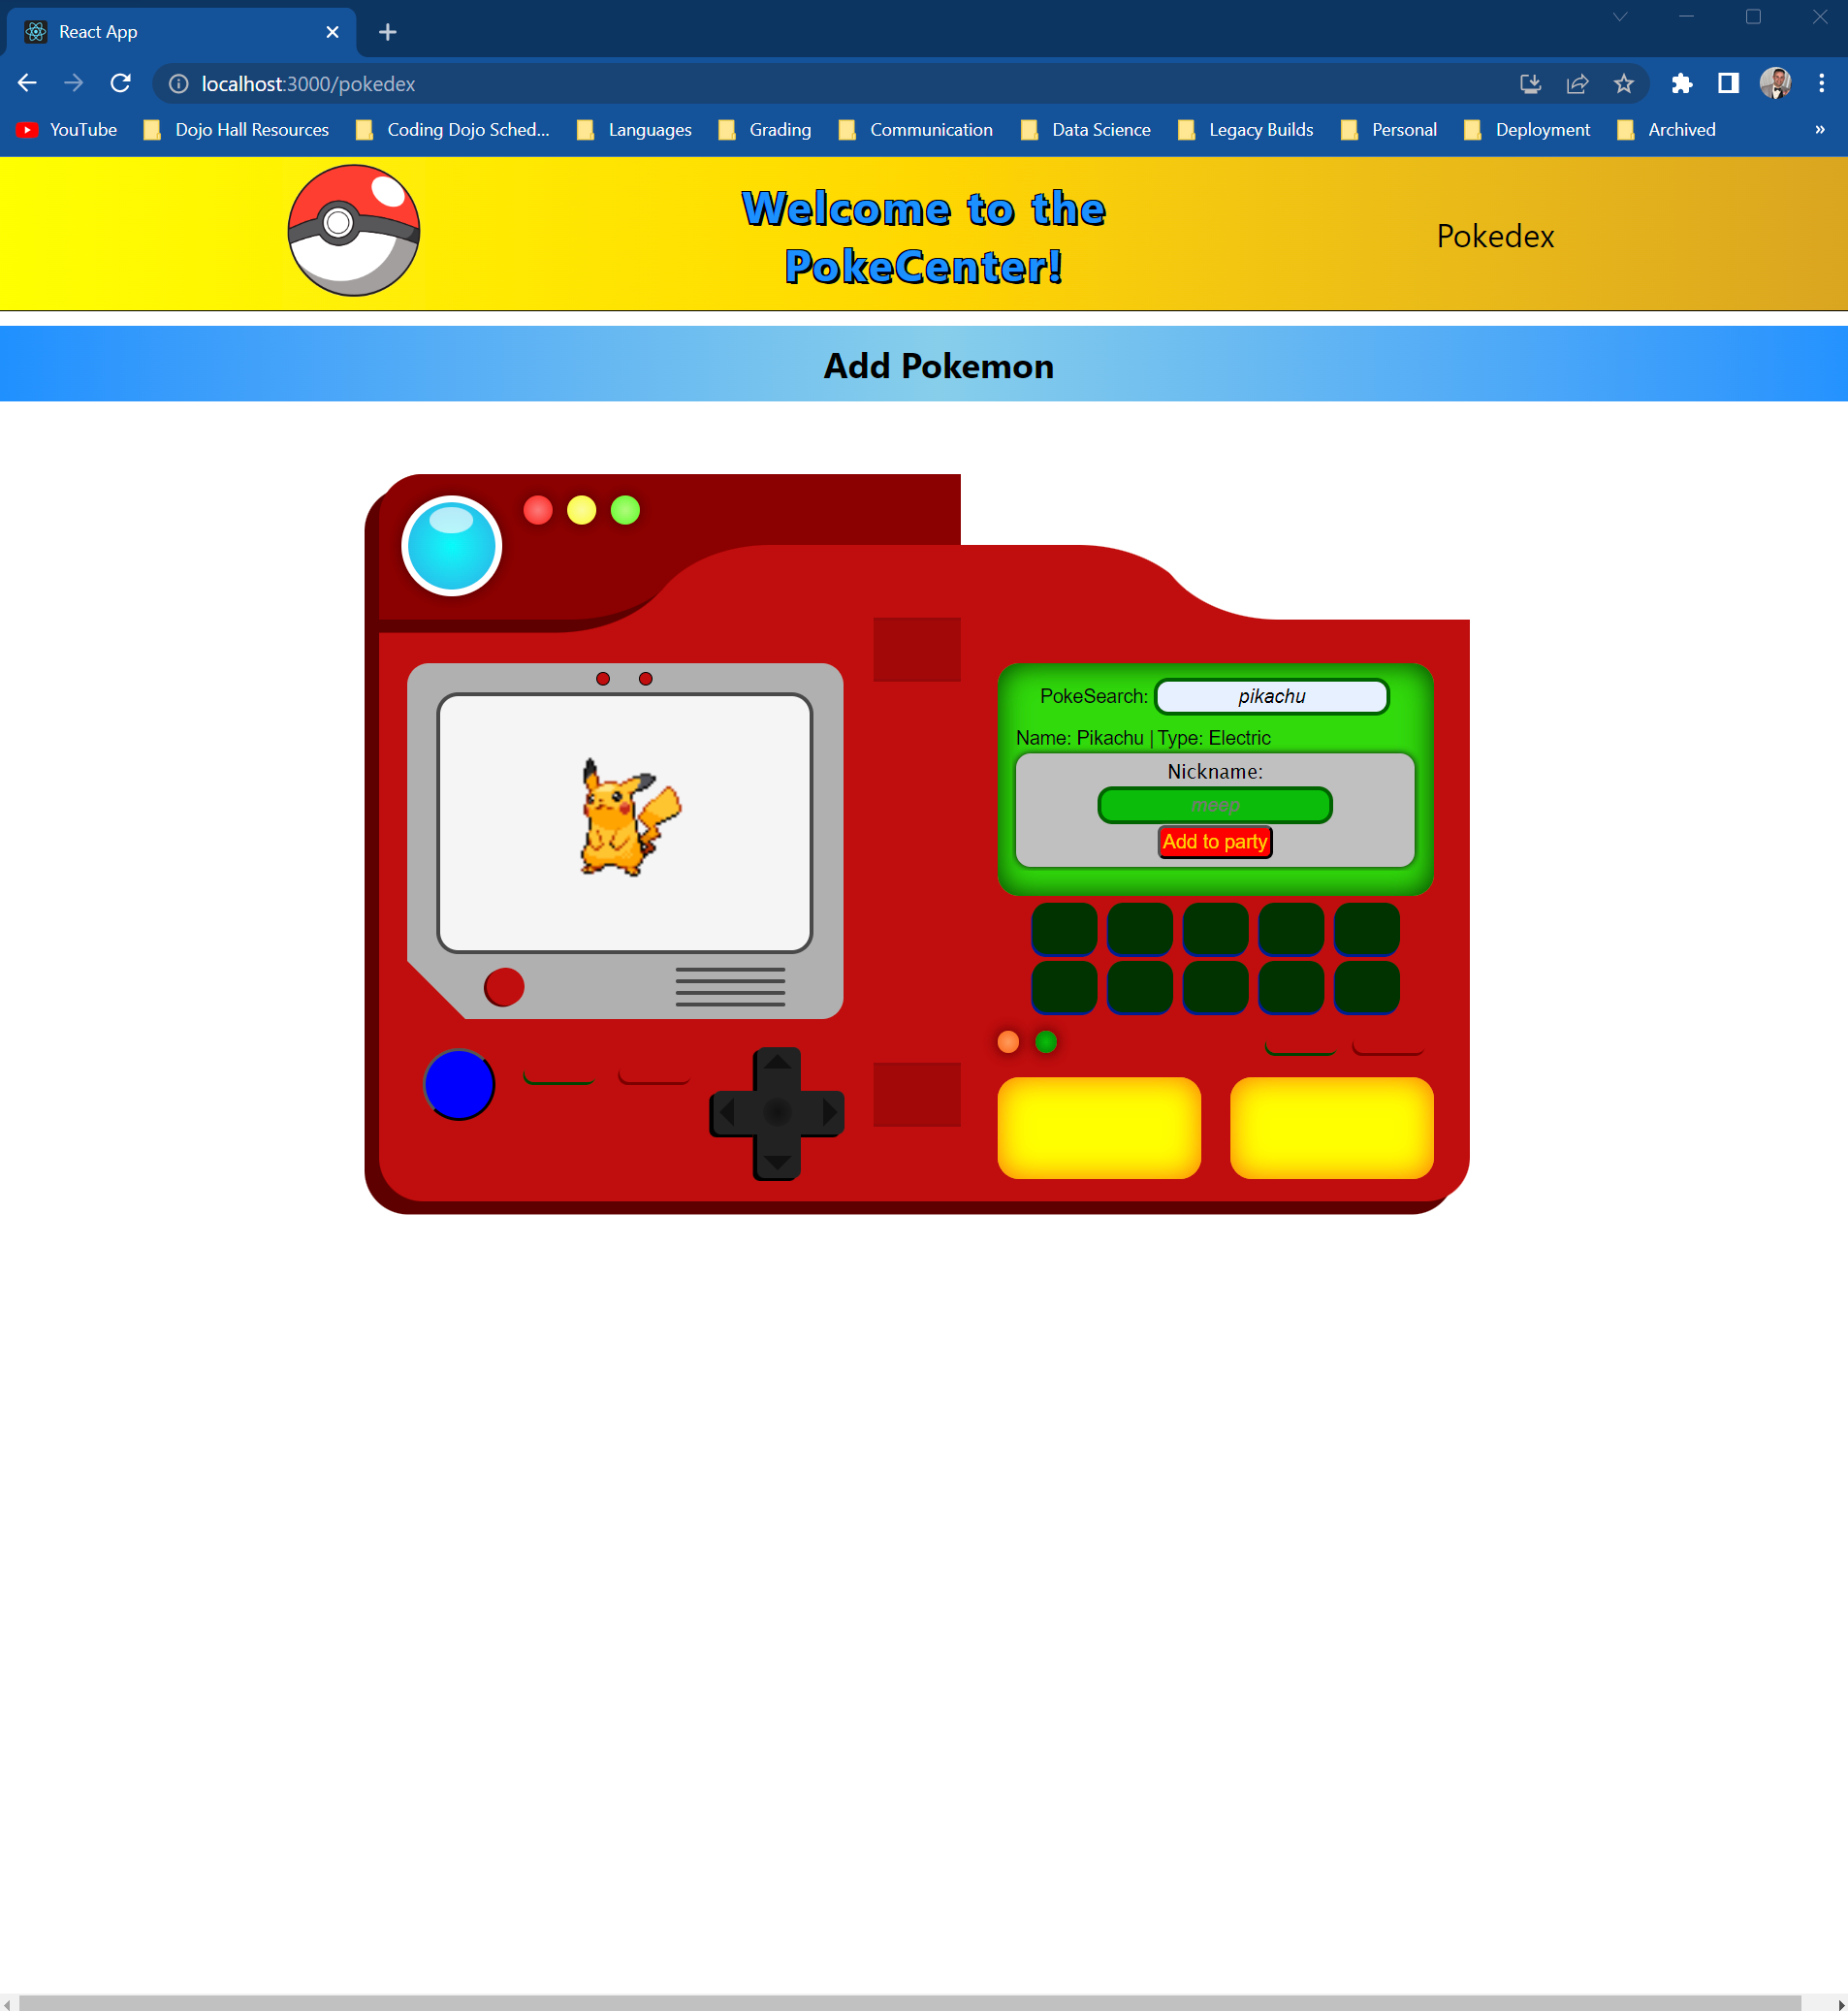 React App
localhost:3000/pokedex
YouTube Dojo Hall Resources Coding Dojo Sched... Languages Grading Communication Data Science Legacy Builds Personal Deployment Archived »
Welcome to the
PokeCenter!
Pokedex
Add Pokemon
PokeSearch: pikachu
Name: Pikachu | Type: Electric
Nickname:
meep
Add to party